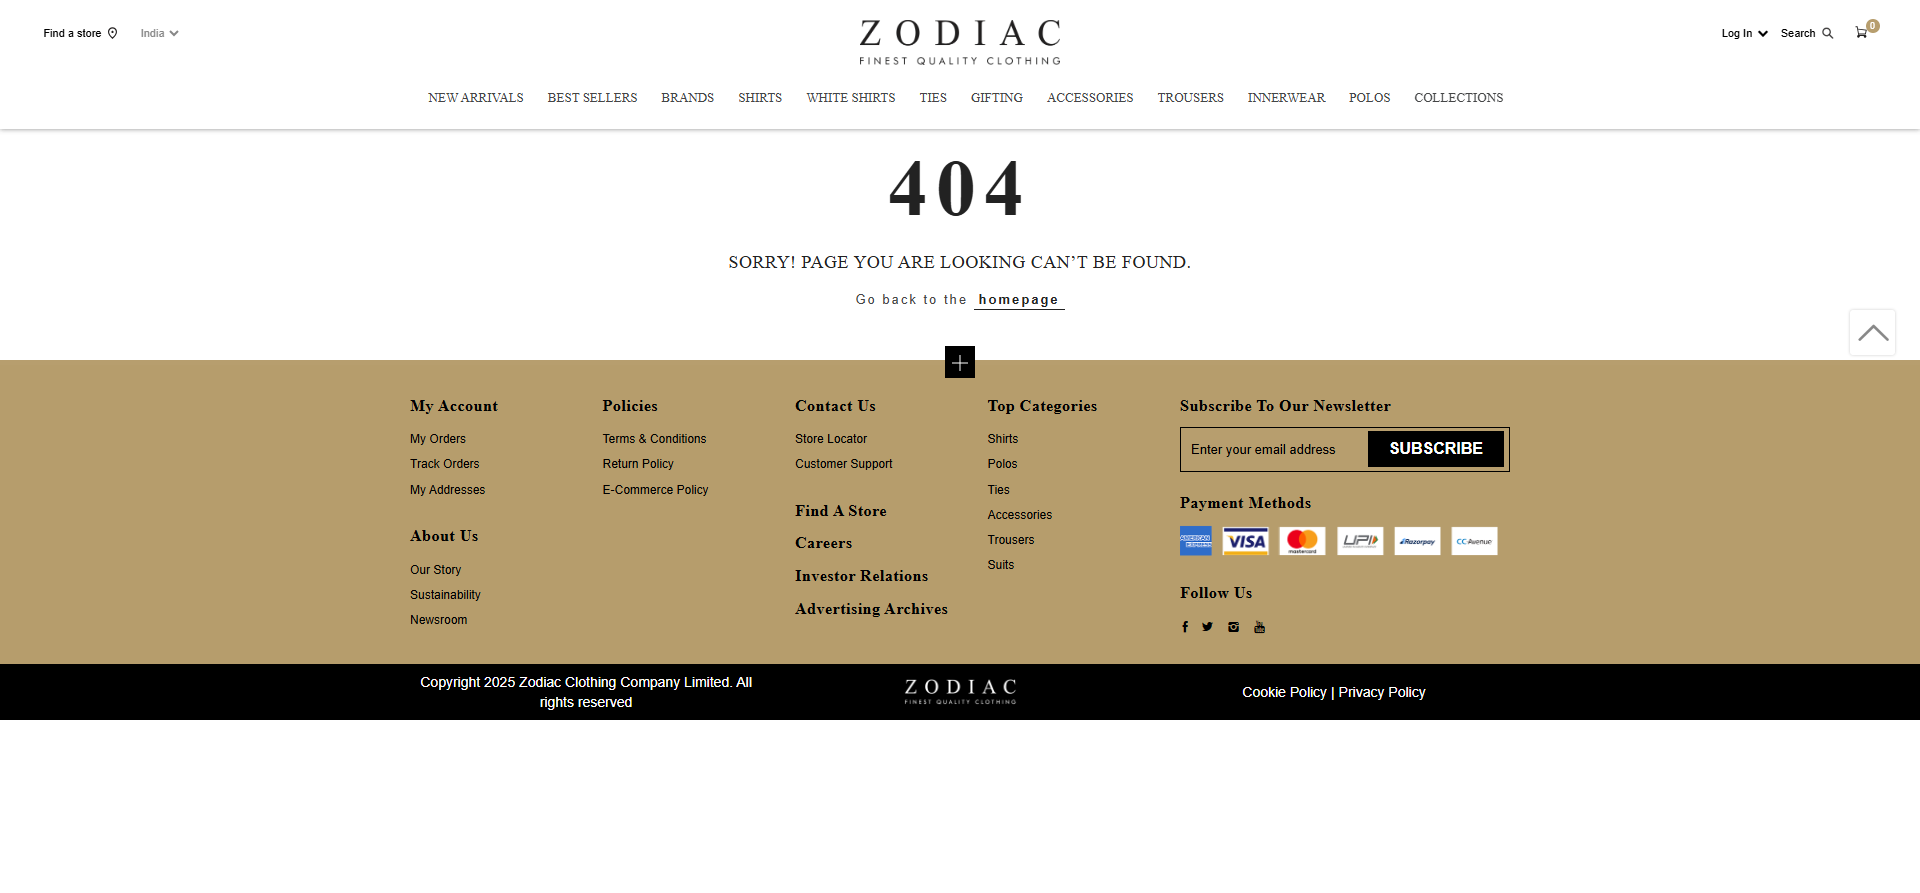 Find a store
India
ZODIAC
FINEST QUALITY CLOTHING
Log In
Search
0
NEW ARRIVALS BEST SELLERS BRANDS SHIRTS WHITE SHIRTS TIES GIFTING ACCESSORIES TROUSERS INNERWEAR POLOS COLLECTIONS
404
SORRY! PAGE YOU ARE LOOKING CAN’T BE FOUND.
Go back to the homepage
My Account
My Orders
Track Orders
My Addresses
About Us
Our Story
Sustainability
Newsroom
Policies
Terms & Conditions
Return Policy
E-Commerce Policy
Contact Us
Store Locator
Customer Support
Find A Store
Careers
Investor Relations
Advertising Archives
Top Categories
Shirts
Polos
Ties
Accessories
Trousers
Suits
Subscribe To Our Newsletter
Enter your email address
SUBSCRIBE
Payment Methods
AMERICAN EXPRESS
VISA
mastercard
UPI
Razorpay
CCAvenue
Follow Us
Copyright 2025 Zodiac Clothing Company Limited. All
rights reserved
ZODIAC
FINEST QUALITY CLOTHING
Cookie Policy | Privacy Policy